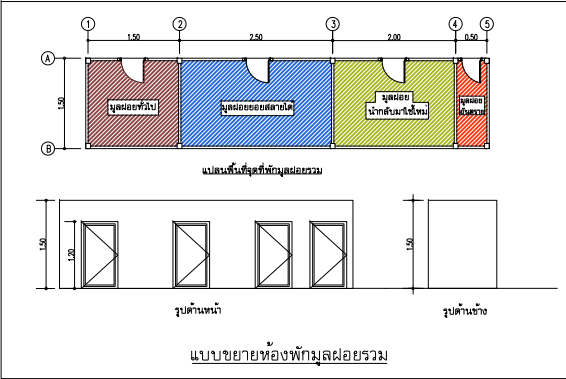 1 2 3 4 5
1.50 2.50 2.00 0.50
A
1.50
B
มูลฝอยทั่วไป
มูลฝอยย่อยสลายได้
มูลฝอย
นำกลับมาใช้ใหม่
มูลฝอย
อันตราย
แปลนพื้นที่จุดที่พักมูลฝอยรวม
1.50
1.20
1.50
รูปด้านหน้า
รูปด้านข้าง
แบบขยายห้องพักมูลฝอยรวม